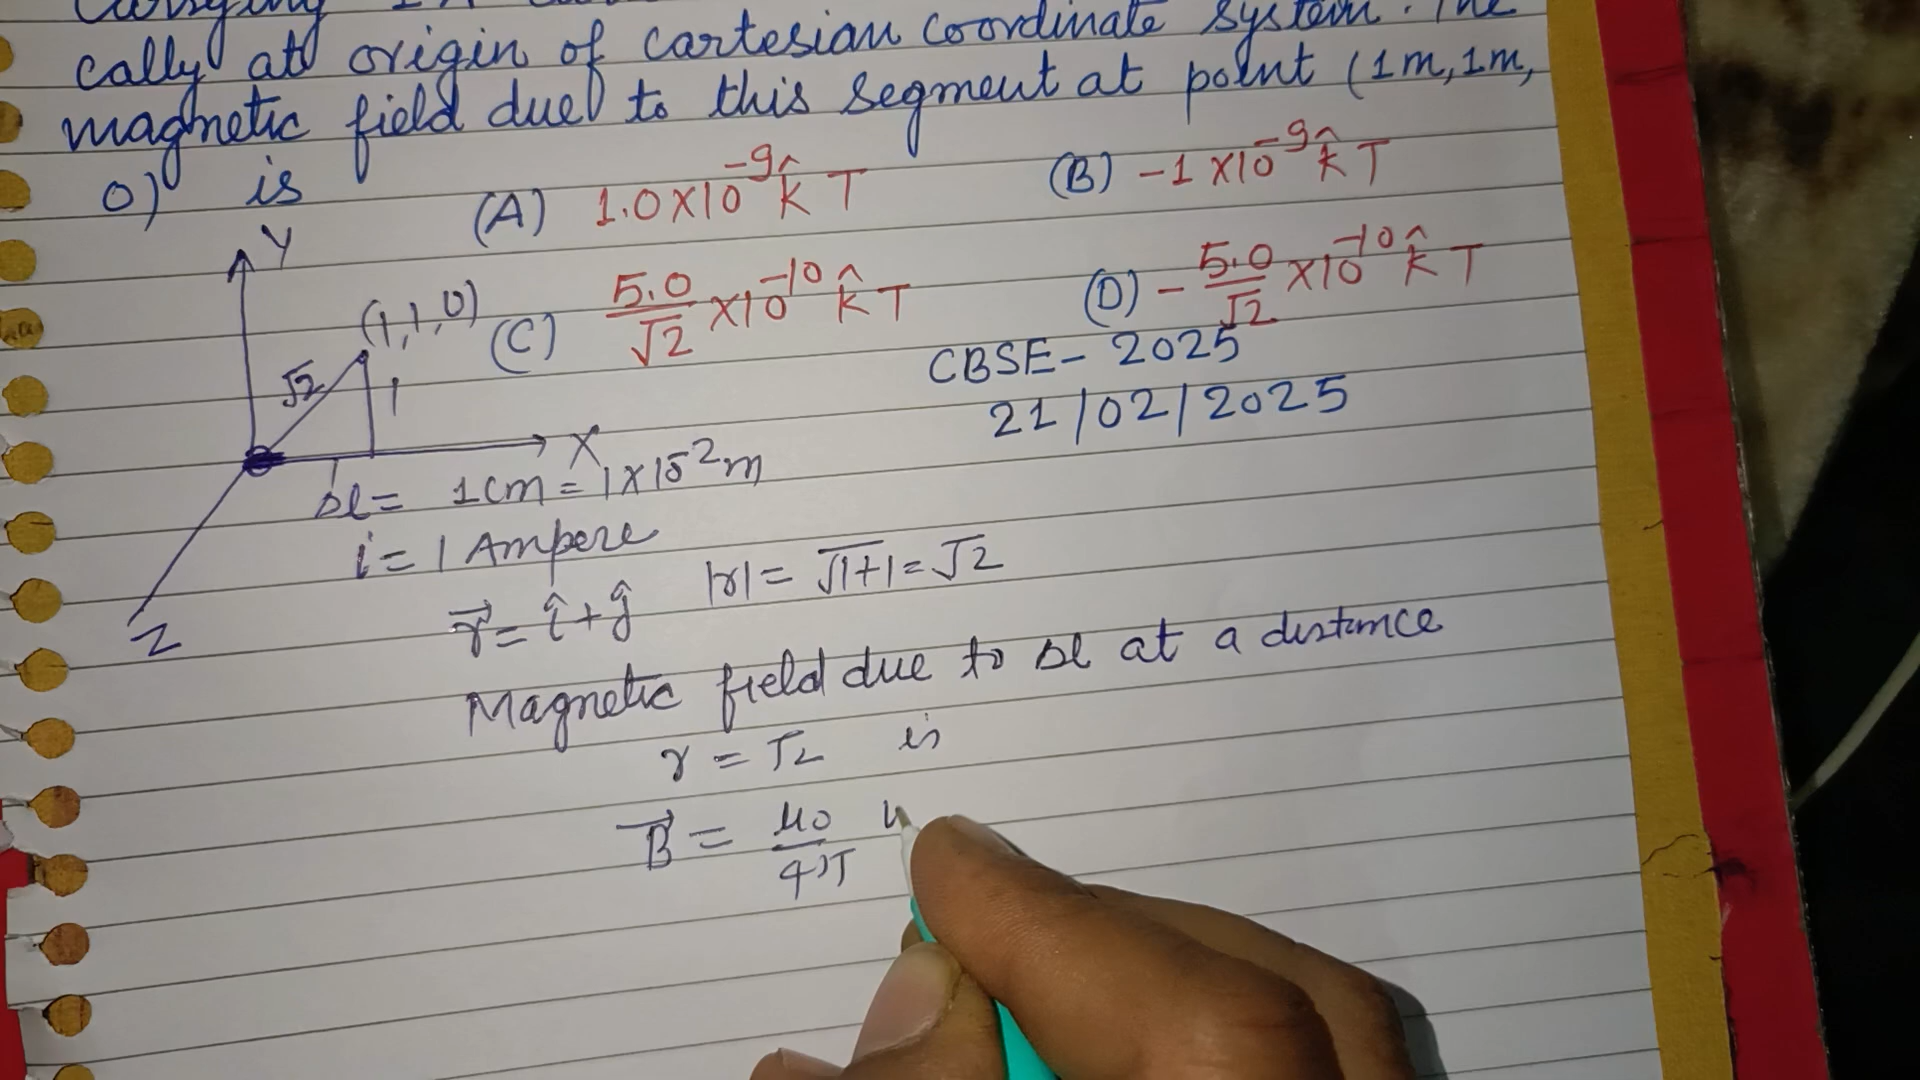 Carrying 1A
cally at origin of cartesian coordinate system. The
magnetic field due to this segment at point (1m,1m,
0) is
(A) 1.0×10⁻⁹ k̂ T
(B) -1×10⁻⁹ k̂ T
(C) 5.0/√2 ×10⁻¹⁰ k̂ T
(D) - 5.0/√2 ×10⁻¹⁰ k̂ T
CBSE- 2025
21/02/2025
Y
(1,1,0)
√2
1
X
Z
Δl = 1cm = 1×10⁻²m
i = 1 Ampere
r⃗ = î+ĵ |r| = √1+1 = √2
Magnetic field due to Δl at a distance
r = √2 is
B⃗ = μ0/4π